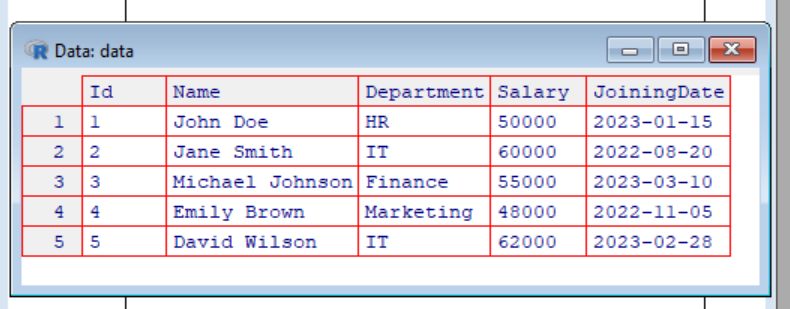 Data: data
Id Name Department Salary JoiningDate
1 1 John Doe HR 50000 2023-01-15
2 2 Jane Smith IT 60000 2022-08-20
3 3 Michael Johnson Finance 55000 2023-03-10
4 4 Emily Brown Marketing 48000 2022-11-05
5 5 David Wilson IT 62000 2023-02-28